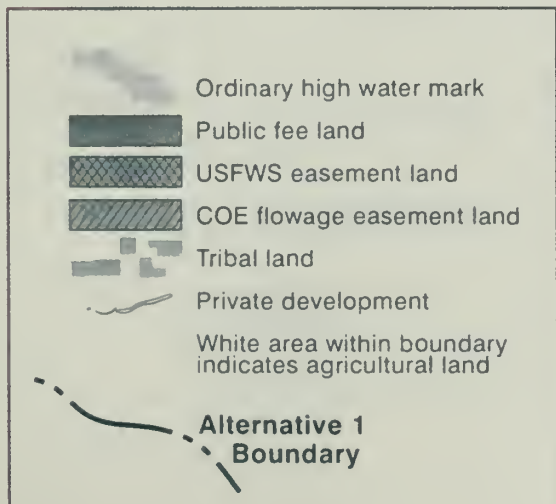 Ordinary high water mark
Public fee land
USFWS easement land
COE flowage easement land
Tribal land
Private development
White area within boundary
indicates agricultural land
Alternative 1
Boundary